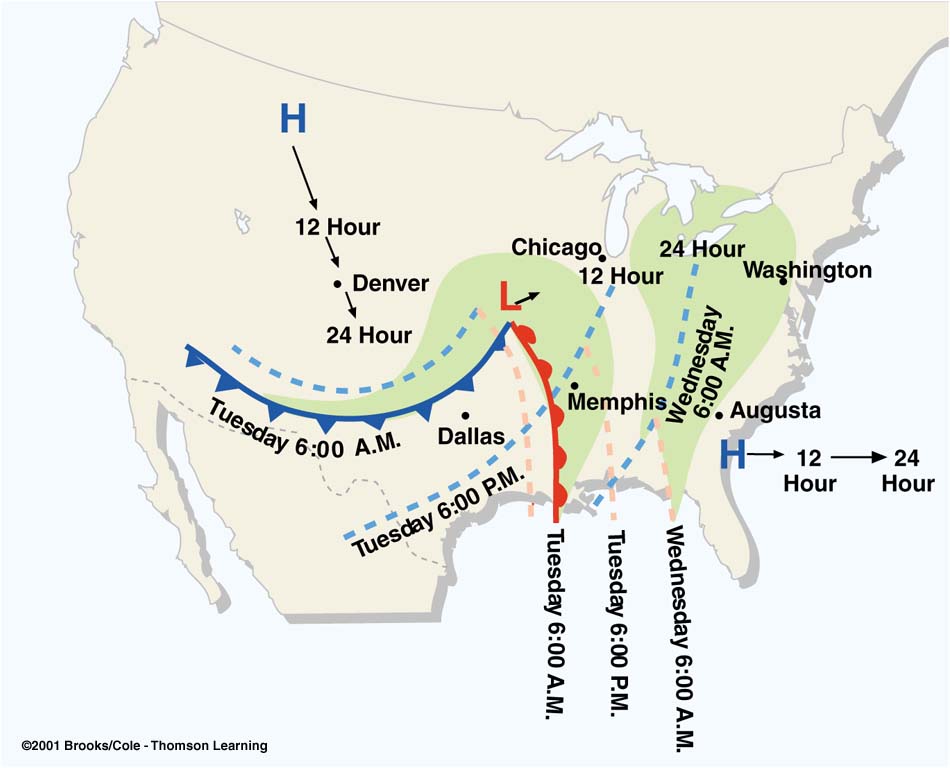 H
12 Hour
Denver
24 Hour
L
Chicago
12 Hour
24 Hour
Washington
Wednesday
6:00 A.M.
Memphis
Augusta
Dallas
Tuesday 6:00 A.M.
Tuesday 6:00 P.M.
H
12
Hour
24
Hour
Tuesday 6:00 A.M.
Tuesday 6:00 P.M.
Wednesday 6:00 A.M.
©2001 Brooks/Cole - Thomson Learning